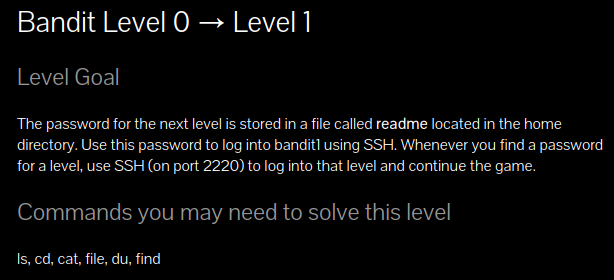 Bandit Level 0 → Level 1
Level Goal
The password for the next level is stored in a file called readme located in the home
directory. Use this password to log into bandit1 using SSH. Whenever you find a password
for a level, use SSH (on port 2220) to log into that level and continue the game.
Commands you may need to solve this level
ls, cd, cat, file, du, find